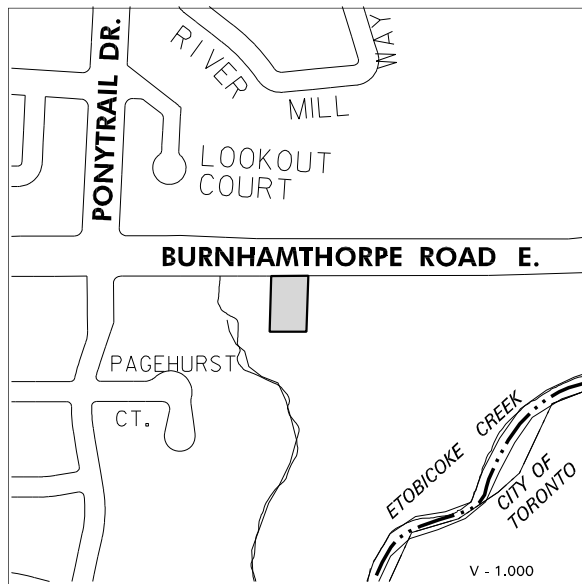 PONYTRAIL DR.
RIVER
MILL
WAY
LOOKOUT
COURT
BURNHAMTHORPE ROAD E.
PAGEHURST
CT.
ETOBICOKE CREEK
CITY OF
TORONTO
V - 1.000